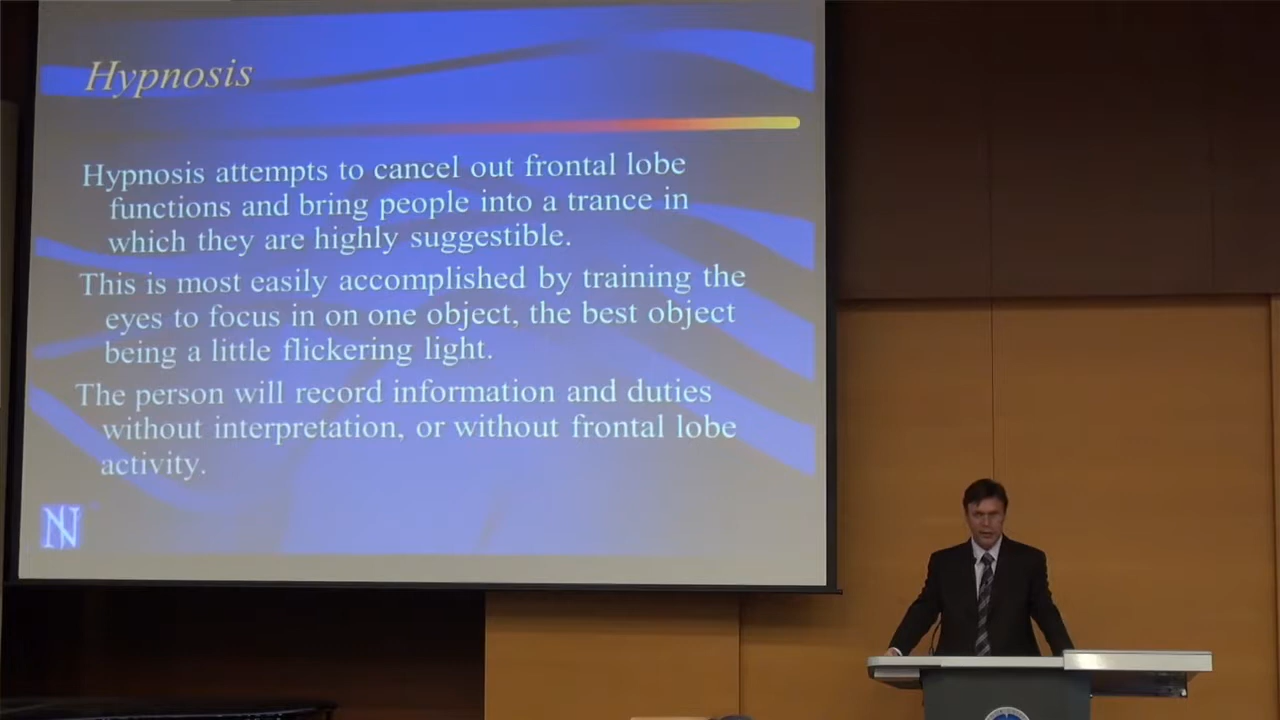 Hypnosis
Hypnosis attempts to cancel out frontal lobe
functions and bring people into a trance in
which they are highly suggestible.
This is most easily accomplished by training the
eyes to focus in on one object, the best object
being a little flickering light.
The person will record information and duties
without interpretation, or without frontal lobe
activity.
N